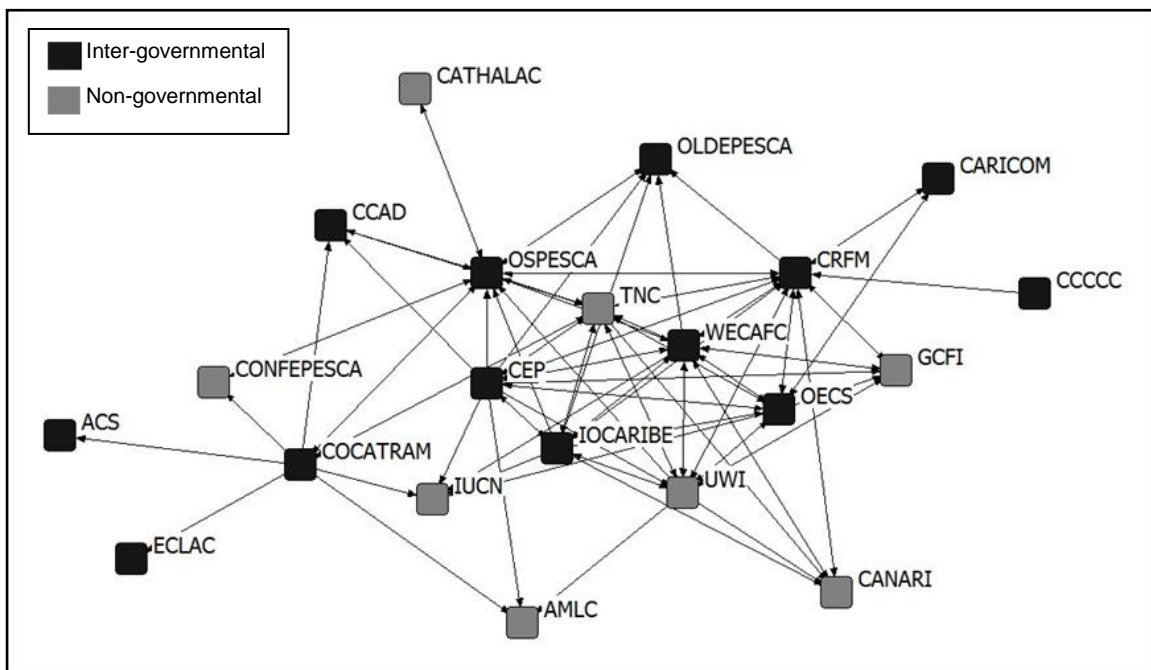 Inter-governmental
Non-governmental
CATHALAC
OLDEPESCA
CARICOM
CCAD
OSPESCA
CRFM
CCCCC
TNC
WECAFC
CONFEPESCA
CEP
GCFI
OECS
ACS
COCATRAM
IOCARIBE
IUCN
UWI
ECLAC
CANARI
AMLC